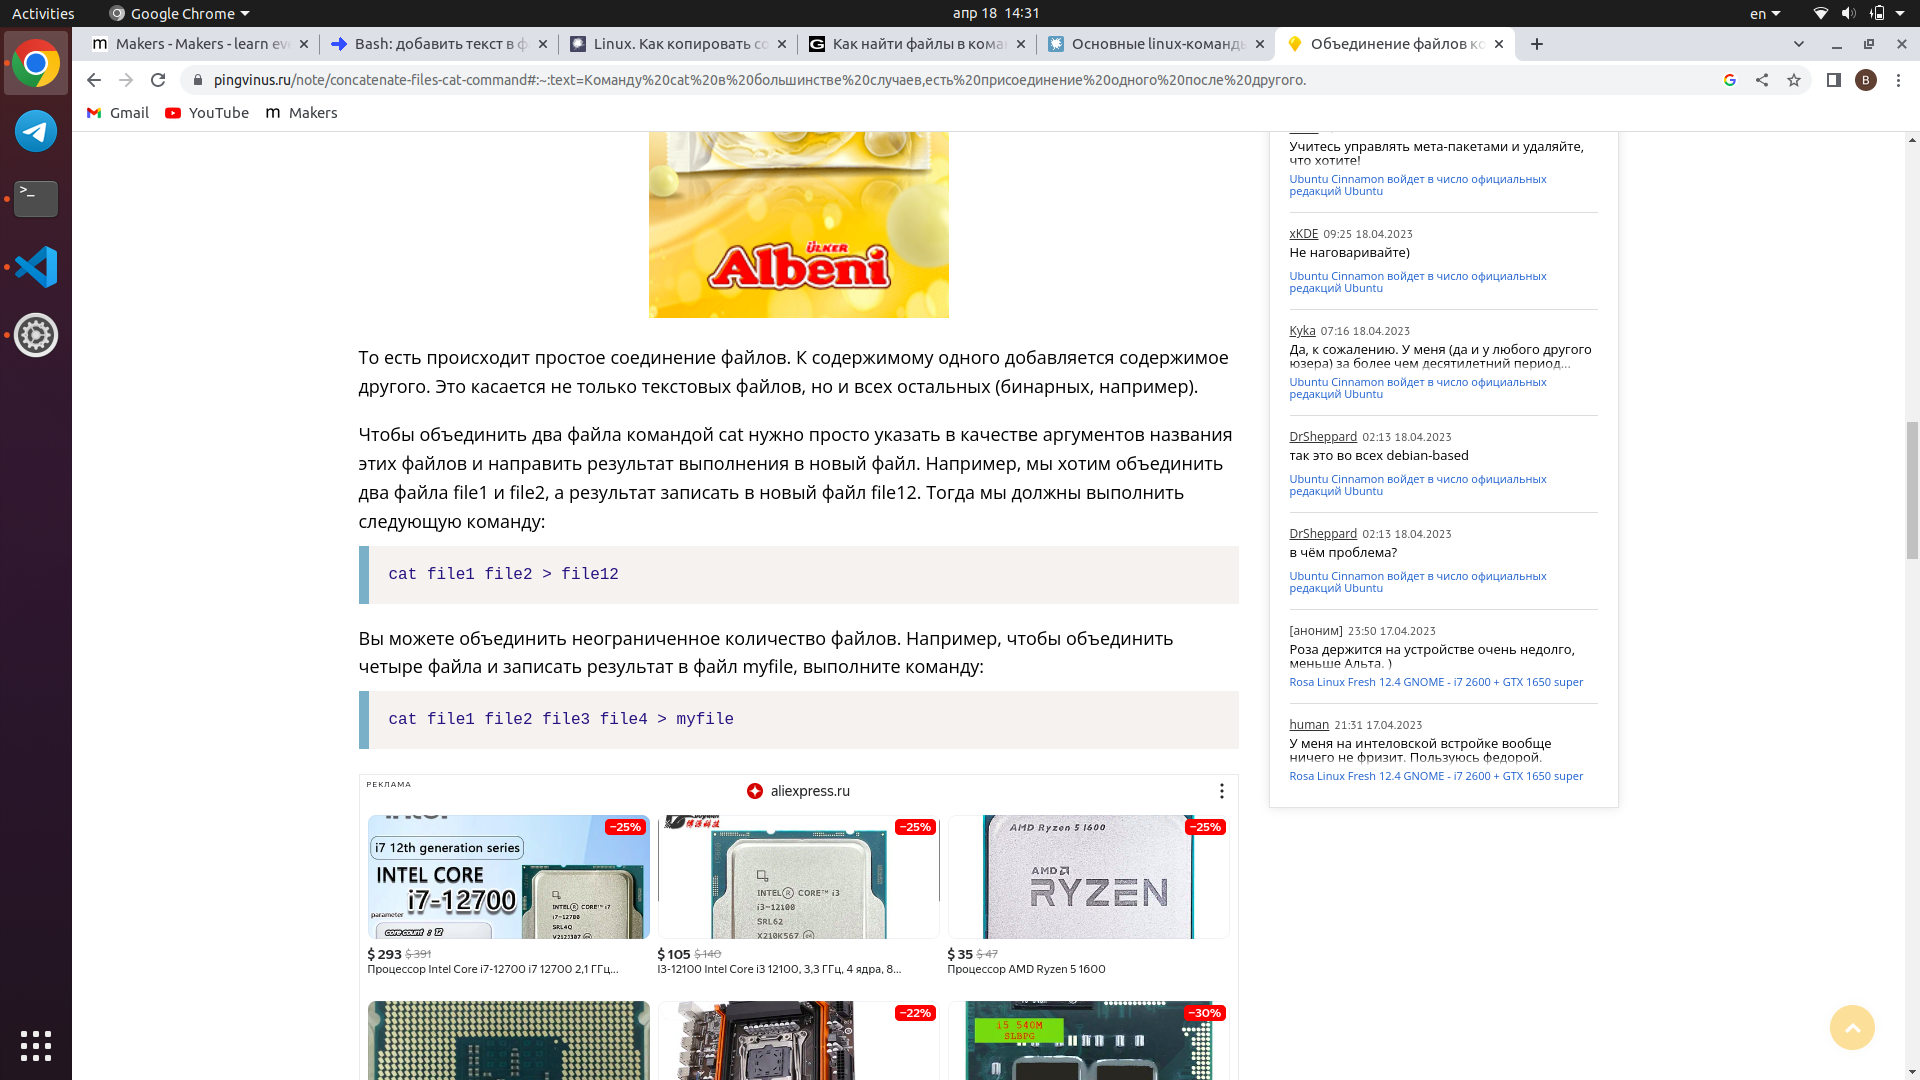 Activities
Google Chrome
апр 18 14:31
en
Makers - Makers - learn eve
Bash: добавить текст в ф
Linux. Как копировать со
Как найти файлы в кома
Основные linux-команды
Объединение файлов ко
pingvinus.ru/note/concatenate-files-cat-command#:~:text=Команду%20cat%20в%20большинстве%20случаев,есть%20присоединение%20одного%20после%20другого.
B
Gmail
YouTube
Makers
ÜLKER
Albeni
То есть происходит простое соединение файлов. К содержимому одного добавляется содержимое
другого. Это касается не только текстовых файлов, но и всех остальных (бинарных, например).
Чтобы объединить два файла командой cat нужно просто указать в качестве аргументов названия
этих файлов и направить результат выполнения в новый файл. Например, мы хотим объединить
два файла file1 и file2, а результат записать в новый файл file12. Тогда мы должны выполнить
следующую команду:
cat file1 file2 > file12
Вы можете объединить неограниченное количество файлов. Например, чтобы объединить
четыре файла и записать результат в файл myfile, выполните команду:
cat file1 file2 file3 file4 > myfile
РЕКЛАМА
aliexpress.ru
i7 12th generation series
INTEL CORE
i7-12700
parameter
core count : 12
INTEL® CORE™ i7
i7-12700
SRL4Q
−25%
$ 293 $ 391
Процессор Intel Core i7-12700 i7 12700 2,1 ГГц...
INTEL® CORE™ i3
i3-12100
SRL62
X210K567
−25%
$ 105 $ 140
I3-12100 Intel Core i3 12100, 3,3 ГГц, 4 ядра, 8...
AMD Ryzen 5 1600
AMD
RYZEN
−25%
$ 35 $ 47
Процессор AMD Ryzen 5 1600
−22%
i5 540M
SLBPG
−30%
Учитесь управлять мета-пакетами и удаляйте,
что хотите!
Ubuntu Cinnamon войдет в число официальных
редакций Ubuntu
xKDE 09:25 18.04.2023
Не наговаривайте)
Ubuntu Cinnamon войдет в число официальных
редакций Ubuntu
Kyka 07:16 18.04.2023
Да, к сожалению. У меня (да и у любого другого
юзера) за более чем десятилетний период...
Ubuntu Cinnamon войдет в число официальных
редакций Ubuntu
DrSheppard 02:13 18.04.2023
так это во всех debian-based
Ubuntu Cinnamon войдет в число официальных
редакций Ubuntu
DrSheppard 02:13 18.04.2023
в чём проблема?
Ubuntu Cinnamon войдет в число официальных
редакций Ubuntu
[аноним] 23:50 17.04.2023
Роза держится на устройстве очень недолго,
меньше Альта. )
Rosa Linux Fresh 12.4 GNOME - i7 2600 + GTX 1650 super
human 21:31 17.04.2023
У меня на интеловской встройке вообще
ничего не фризит. Пользуюсь федорой.
Rosa Linux Fresh 12.4 GNOME - i7 2600 + GTX 1650 super